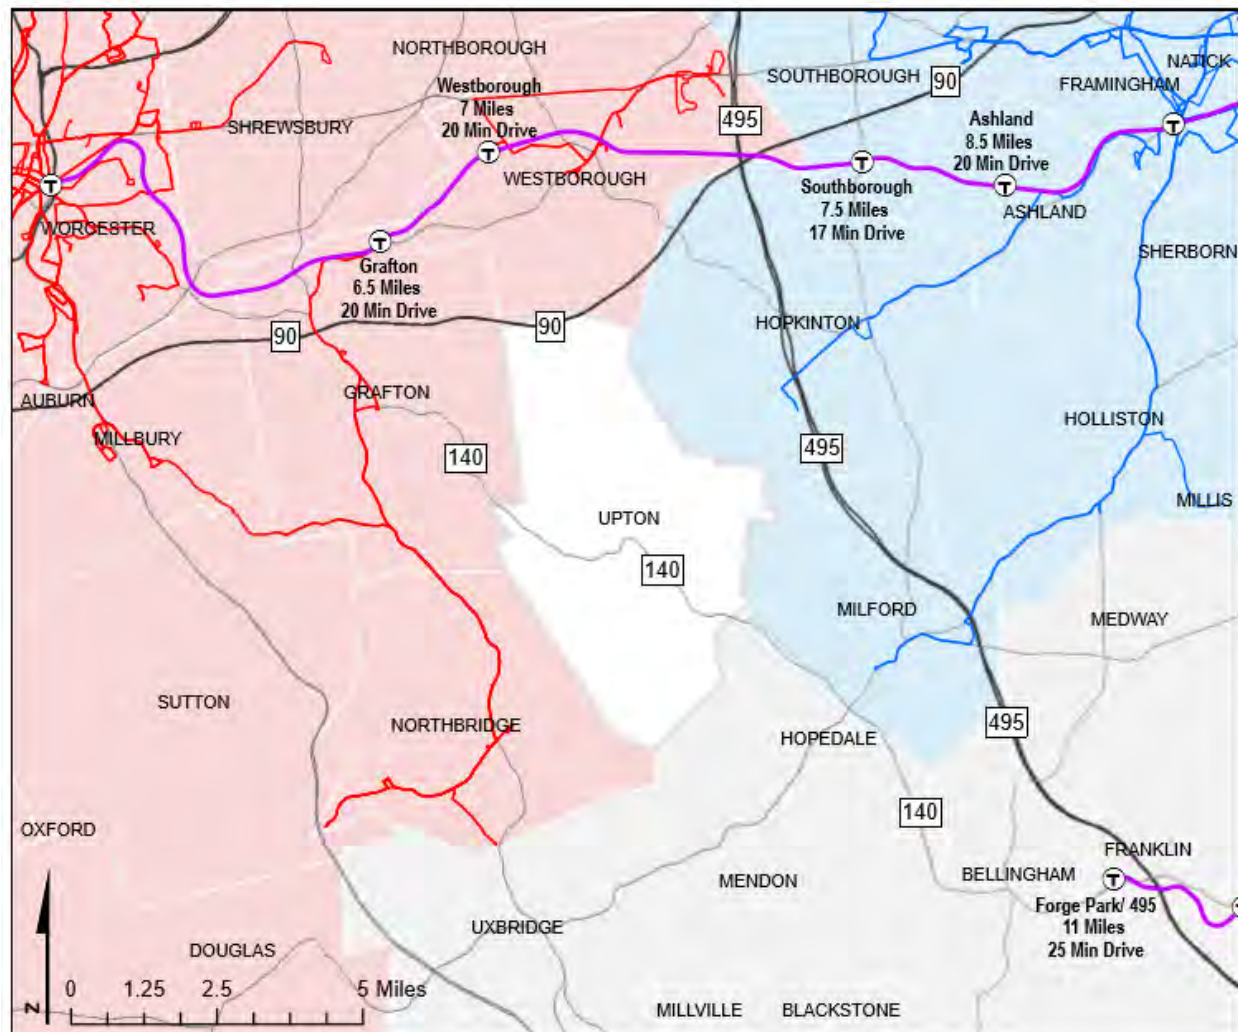 NORTHBOROUGH
SOUTHBOROUGH
NATICK
FRAMINGHAM
90
Westborough
7 Miles
20 Min Drive
495
Ashland
8.5 Miles
20 Min Drive
SHREWSBURY
T
T
T
WESTBOROUGH
T
Southborough
7.5 Miles
17 Min Drive
T
ASHLAND
WORCESTER
T
Grafton
6.5 Miles
20 Min Drive
SHERBORN
90
90
HOPKINTON
AUBURN
GRAFTON
MILLBURY
HOLLISTON
140
495
MILLIS
UPTON
140
MILFORD
MEDWAY
SUTTON
NORTHBRIDGE
HOPEDALE
495
OXFORD
140
FRANKLIN
BELLINGHAM
T
Forge Park/ 495
11 Miles
25 Min Drive
MENDON
UXBRIDGE
DOUGLAS
N
0 1.25 2.5 5 Miles
MILLVILLE BLACKSTONE